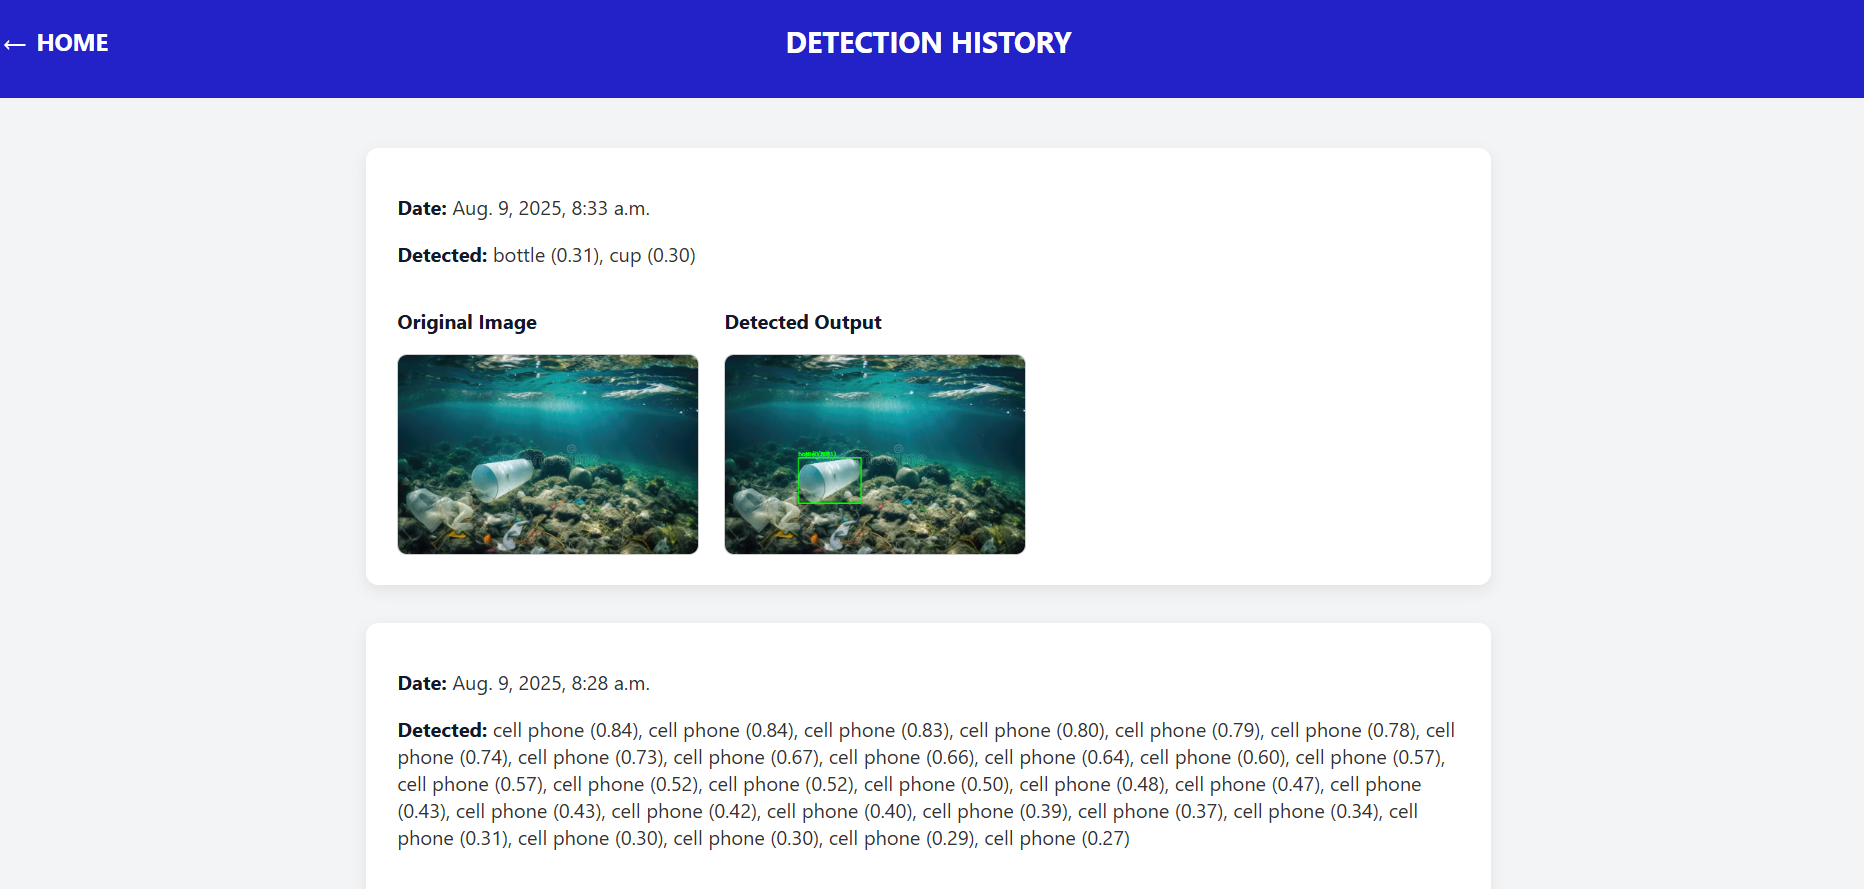 ← HOME
DETECTION HISTORY
Date: Aug. 9, 2025, 8:33 a.m.
Detected: bottle (0.31), cup (0.30)
Original Image
Detected Output
Date: Aug. 9, 2025, 8:28 a.m.
Detected: cell phone (0.84), cell phone (0.84), cell phone (0.83), cell phone (0.80), cell phone (0.79), cell phone (0.78), cell
phone (0.74), cell phone (0.73), cell phone (0.67), cell phone (0.66), cell phone (0.64), cell phone (0.60), cell phone (0.57),
cell phone (0.57), cell phone (0.52), cell phone (0.52), cell phone (0.50), cell phone (0.48), cell phone (0.47), cell phone
(0.43), cell phone (0.43), cell phone (0.42), cell phone (0.40), cell phone (0.39), cell phone (0.37), cell phone (0.34), cell
phone (0.31), cell phone (0.30), cell phone (0.30), cell phone (0.29), cell phone (0.27)